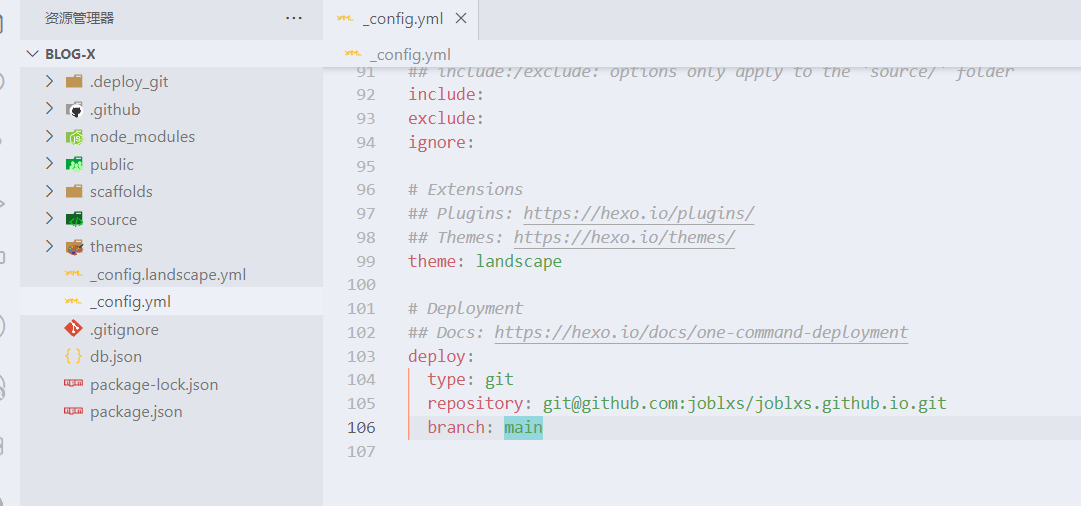 资源管理器
BLOG-X
.deploy_git
.github
node_modules
public
scaffolds
source
themes
_config.landscape.yml
_config.yml
.gitignore
db.json
package-lock.json
package.json
_config.yml
_config.yml
91 ## include:/exclude: options only apply to the 'source/' folder
92 include:
93 exclude:
94 ignore:
95
96 # Extensions
97 ## Plugins: https://hexo.io/plugins/
98 ## Themes: https://hexo.io/themes/
99 theme: landscape
100
101 # Deployment
102 ## Docs: https://hexo.io/docs/one-command-deployment
103 deploy:
104 type: git
105 repository: git@github.com:joblxs/joblxs.github.io.git
106 branch: main
107